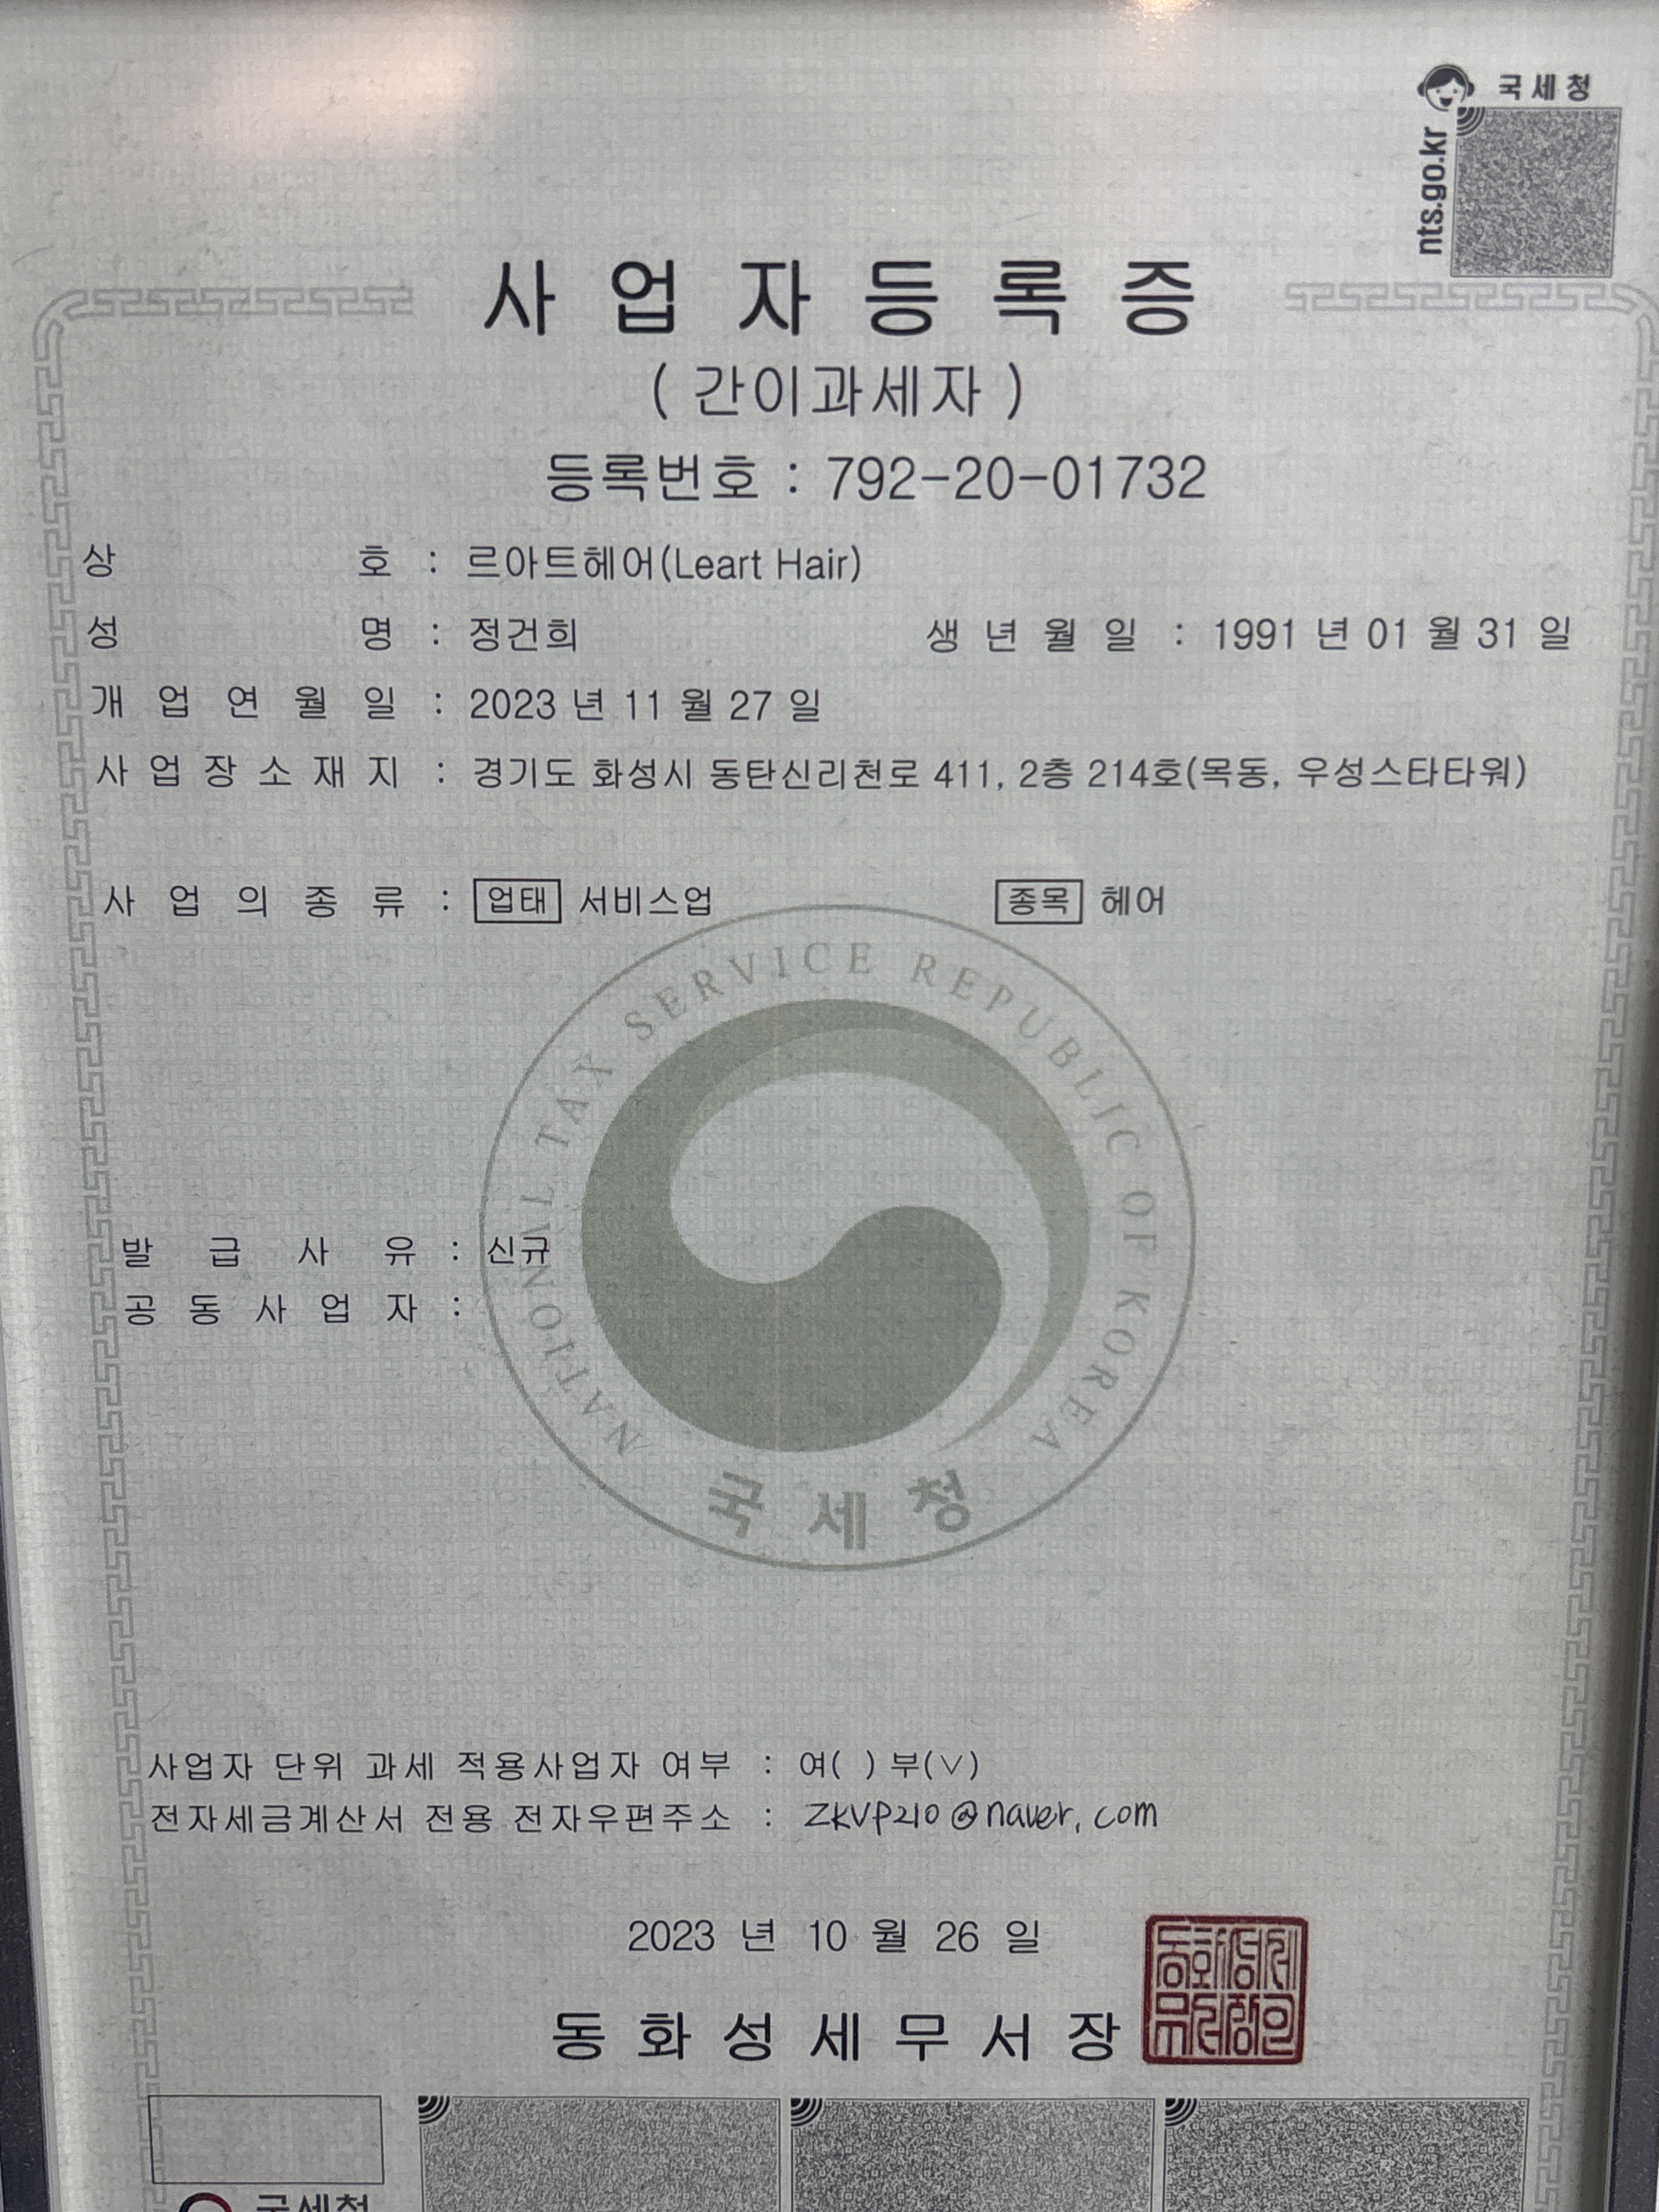 국세청
nts.go.kr
사업자등록증
( 간이과세자 )
등록번호 : 792-20-01732
상 호 : 르아트헤어(Leart Hair)
성 명 : 정건희 생 년 월 일 : 1991 년 01 월 31 일
개 업 연 월 일 : 2023 년 11 월 27 일
사 업 장 소 재 지 : 경기도 화성시 동탄신리천로 411, 2층 214호(목동, 우성스타타워)
사 업 의 종 류 : 업태 서비스업 종목 헤어
NATIONAL TAX SERVICE REPUBLIC OF KOREA
발 급 사 유 : 신규
공 동 사 업 자 :
국세청
사업자 단위 과세 적용사업자 여부 : 여( ) 부(∨)
전자세금계산서 전용 전자우편주소 : zkvp210@naver.com
2023 년 10 월 26 일
동 화 성 세 무 서 장
국세청